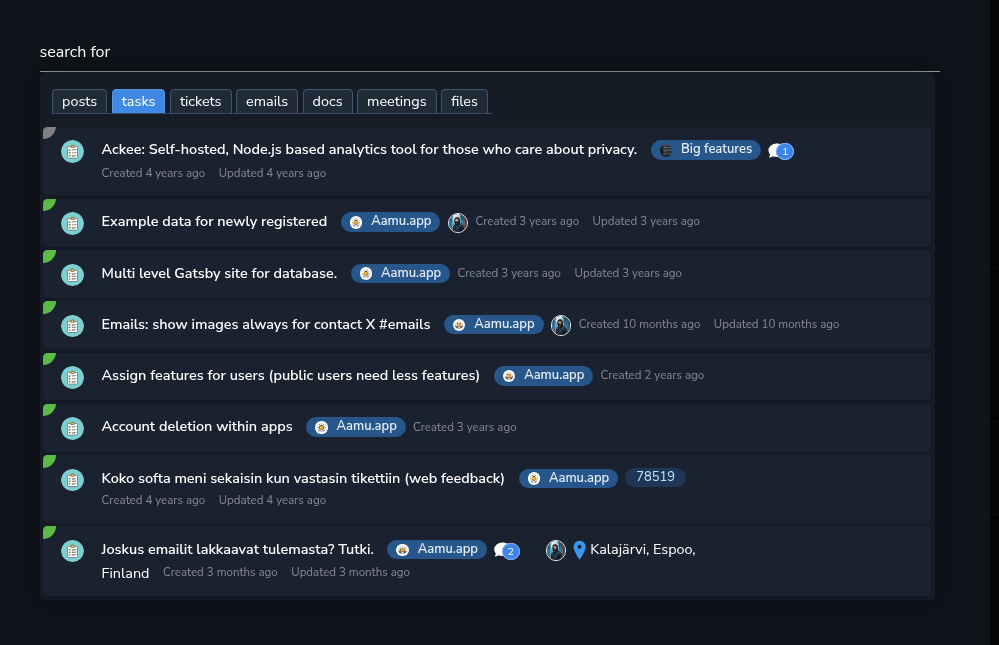 search for
posts tasks tickets emails docs meetings files
Ackee: Self-hosted, Node.js based analytics tool for those who care about privacy. Big features 1
Created 4 years ago Updated 4 years ago
Example data for newly registered Aamu.app Created 3 years ago Updated 3 years ago
Multi level Gatsby site for database. Aamu.app Created 3 years ago Updated 3 years ago
Emails: show images always for contact X #emails Aamu.app Created 10 months ago Updated 10 months ago
Assign features for users (public users need less features) Aamu.app Created 2 years ago
Account deletion within apps Aamu.app Created 3 years ago
Koko softa meni sekaisin kun vastasin tikettiin (web feedback) Aamu.app 78519
Created 4 years ago Updated 4 years ago
Joskus emailit lakkaavat tulemasta? Tutki. Aamu.app 2 Kalajärvi, Espoo,
Finland Created 3 months ago Updated 3 months ago